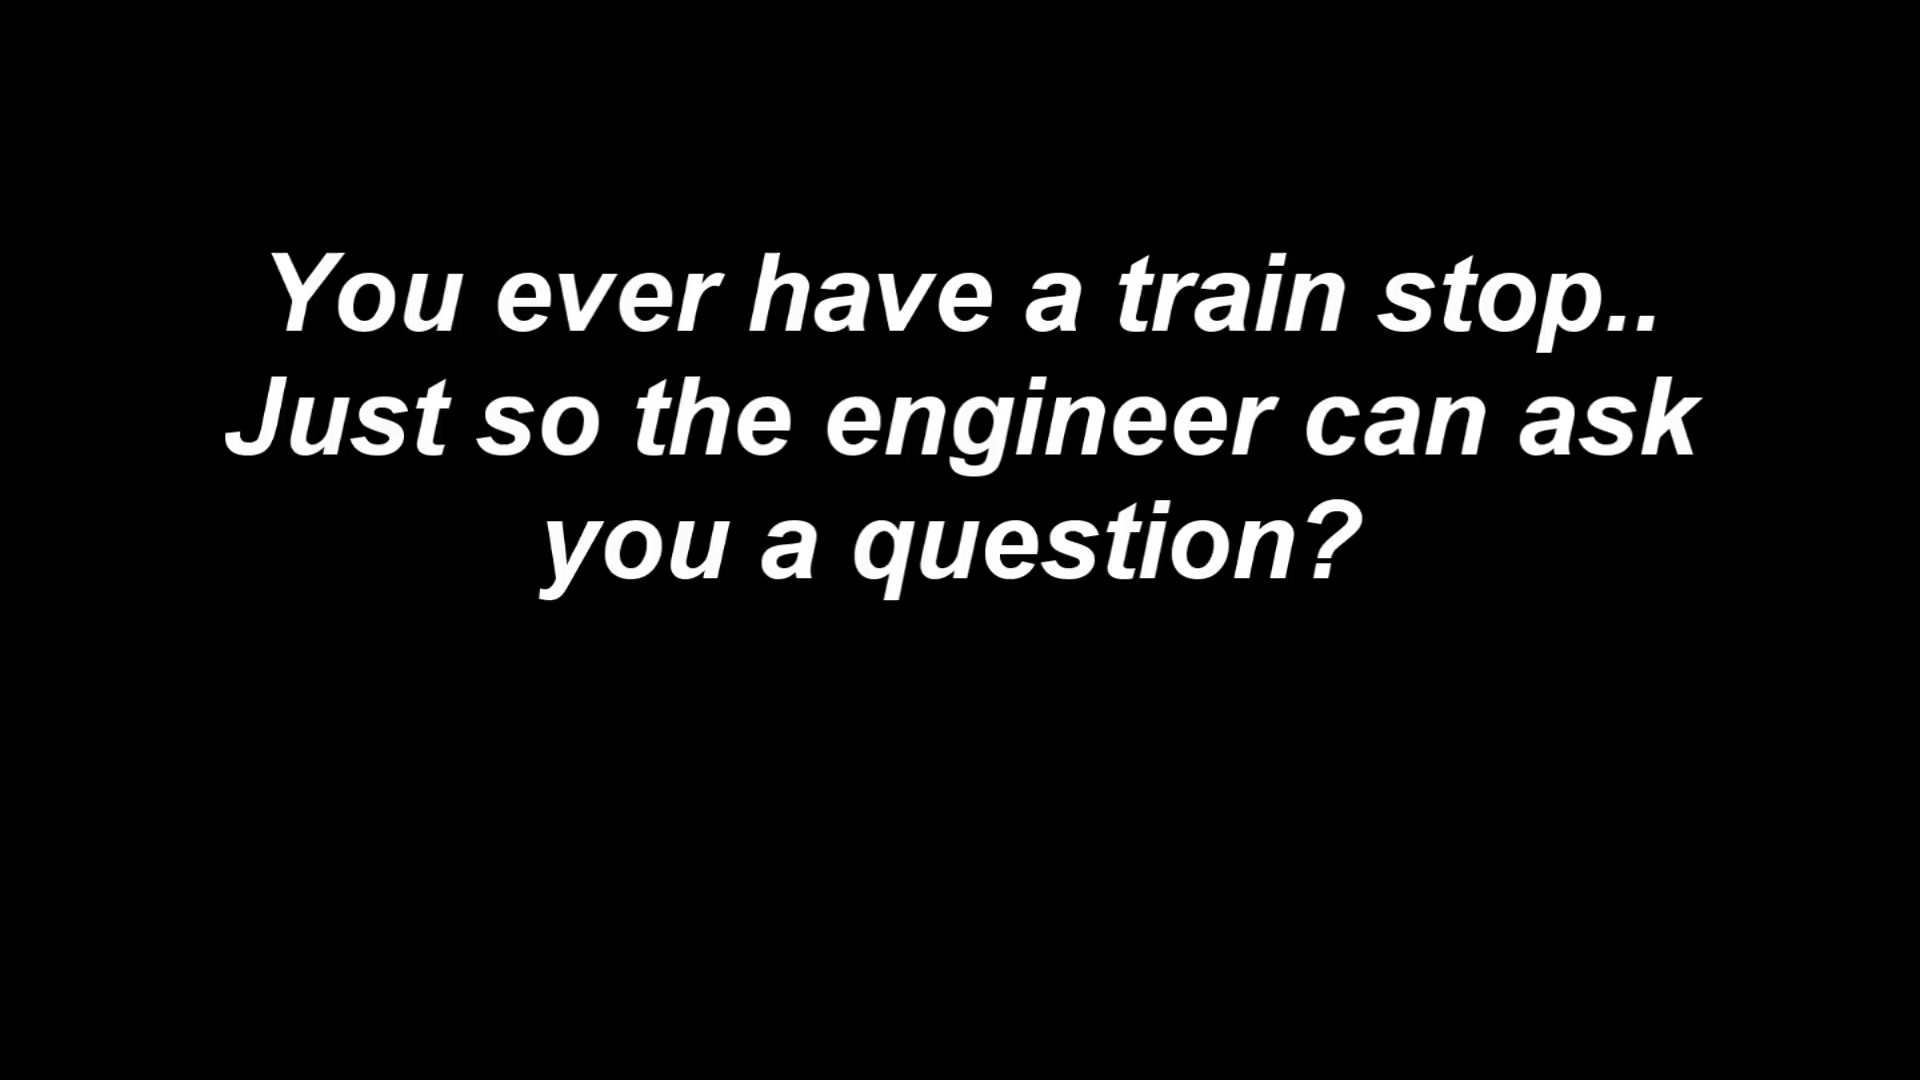 You ever have a train stop..
Just so the engineer can ask
you a question?